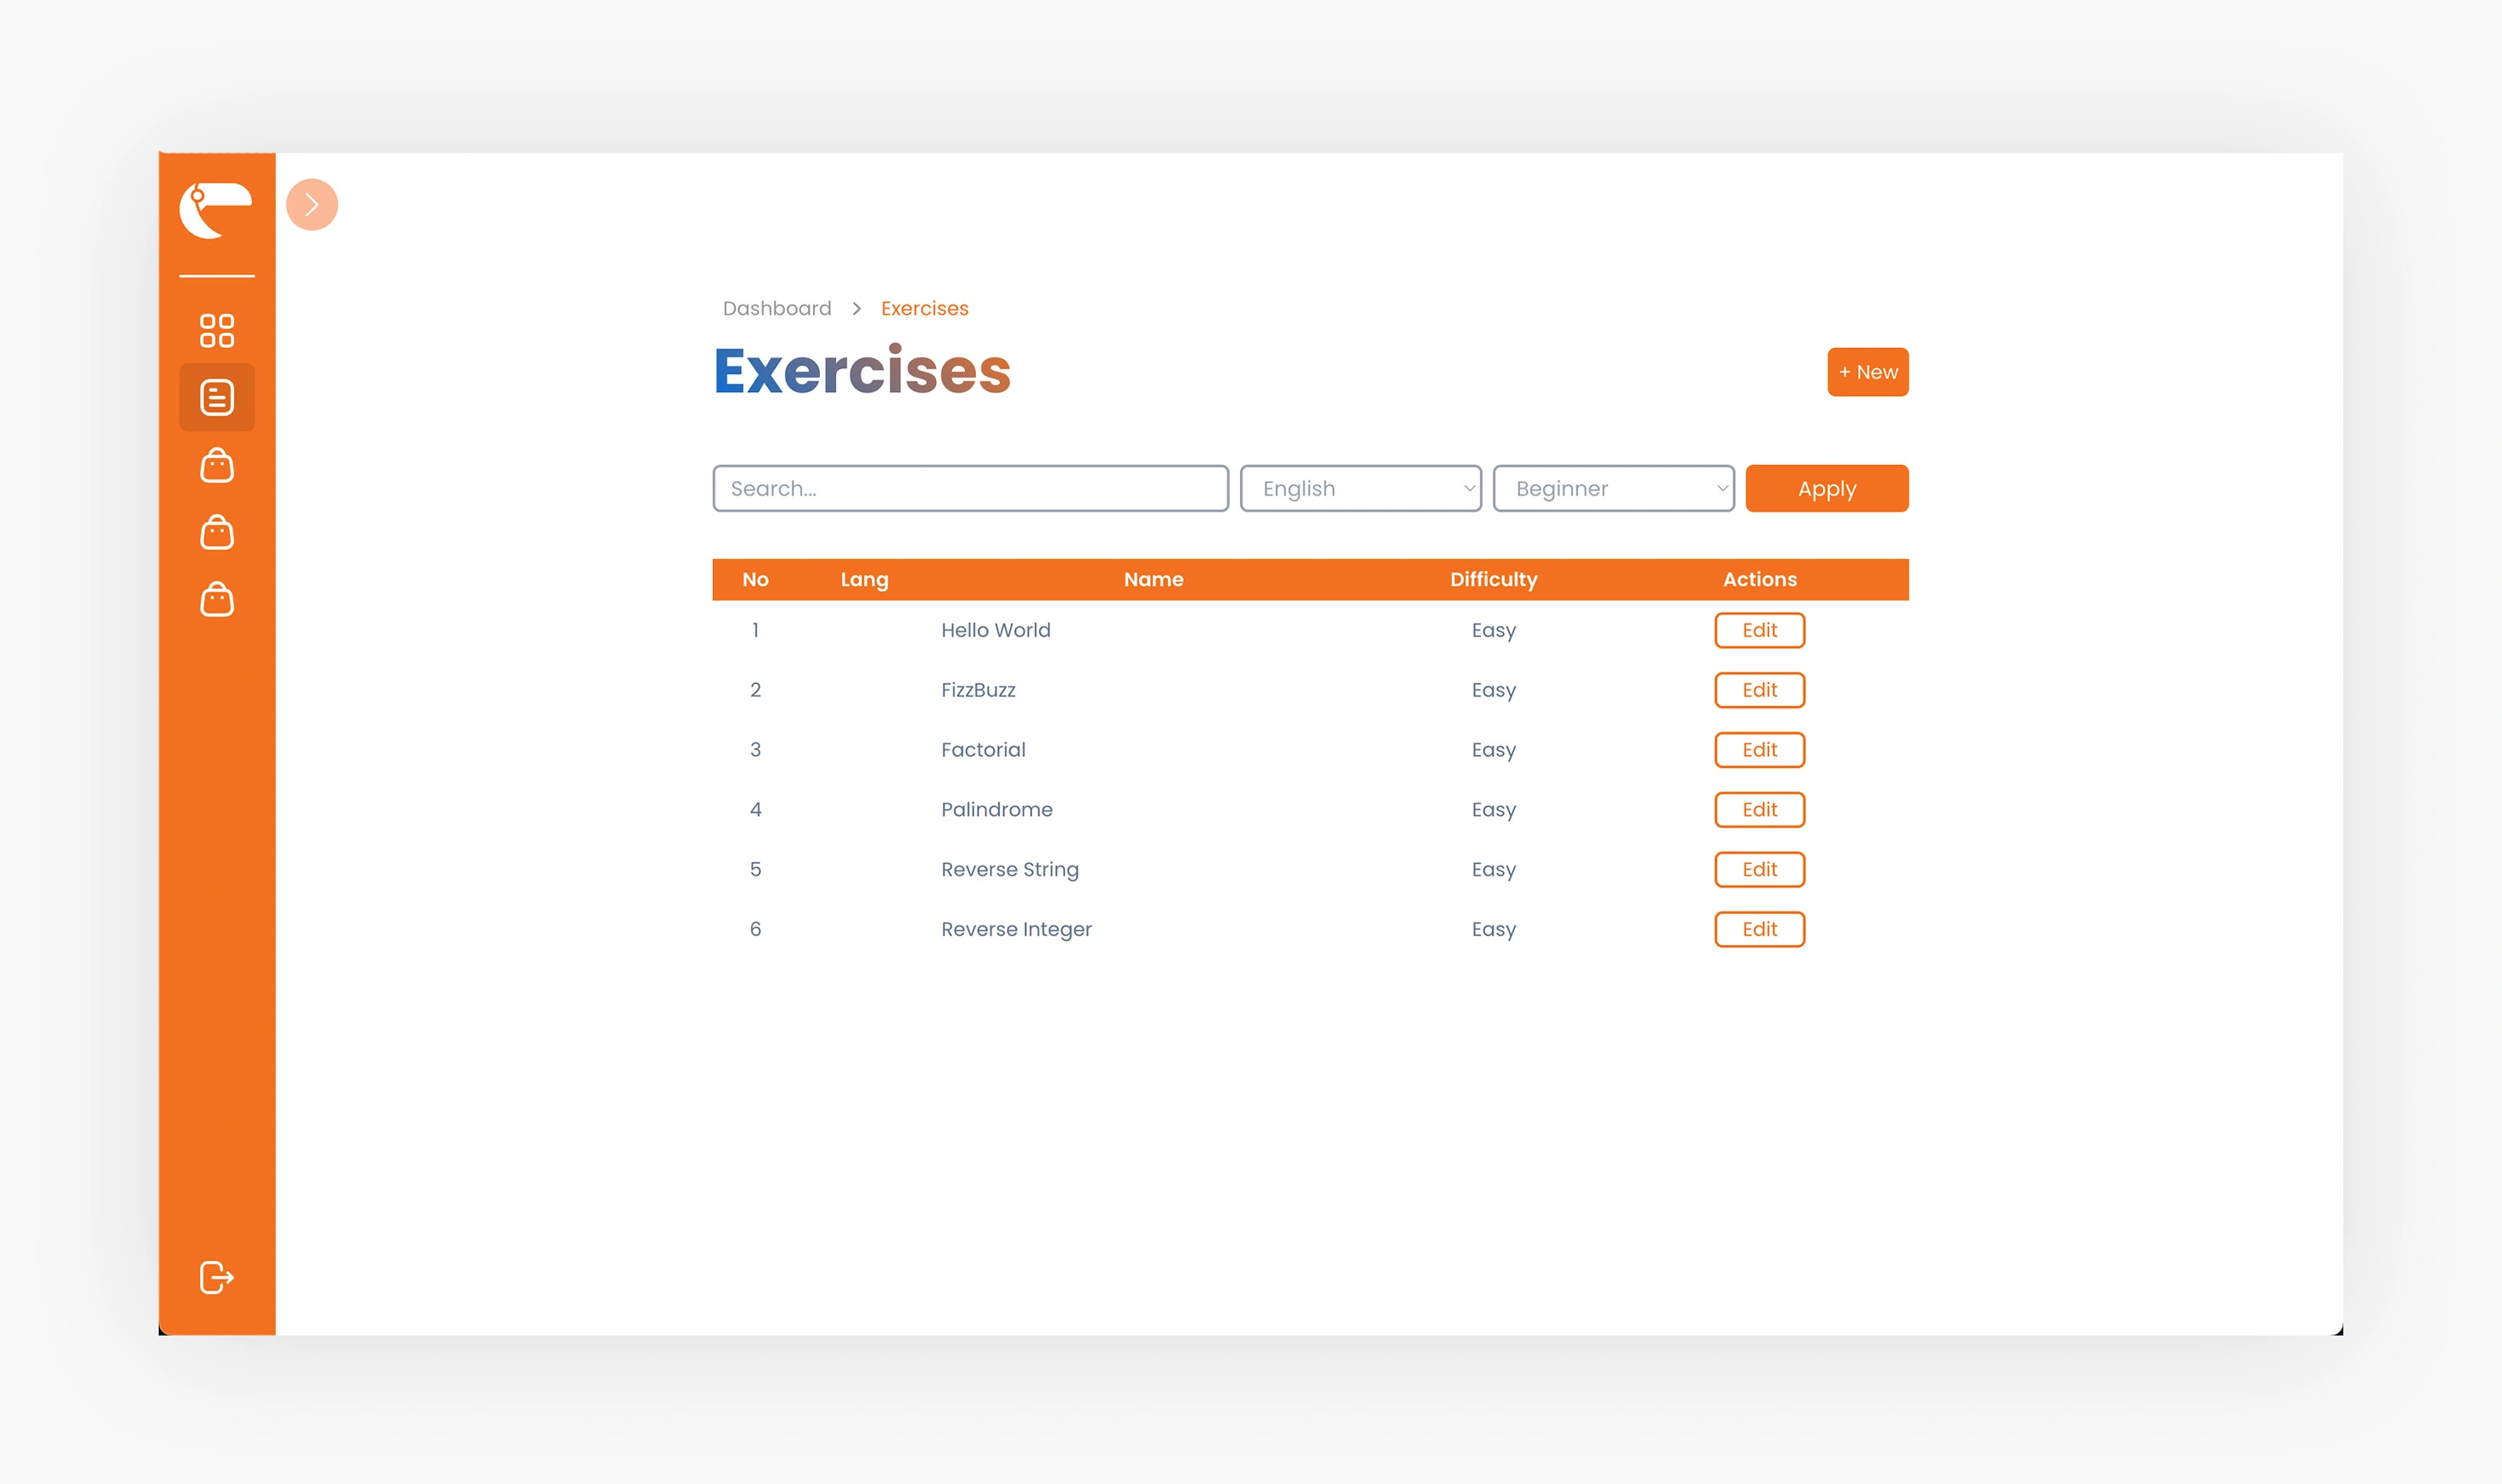 Dashboard > Exercises
Exercises
+ New
Search...
English
Beginner
Apply
No Lang Name Difficulty Actions
1 Hello World Easy Edit
2 FizzBuzz Easy Edit
3 Factorial Easy Edit
4 Palindrome Easy Edit
5 Reverse String Easy Edit
6 Reverse Integer Easy Edit